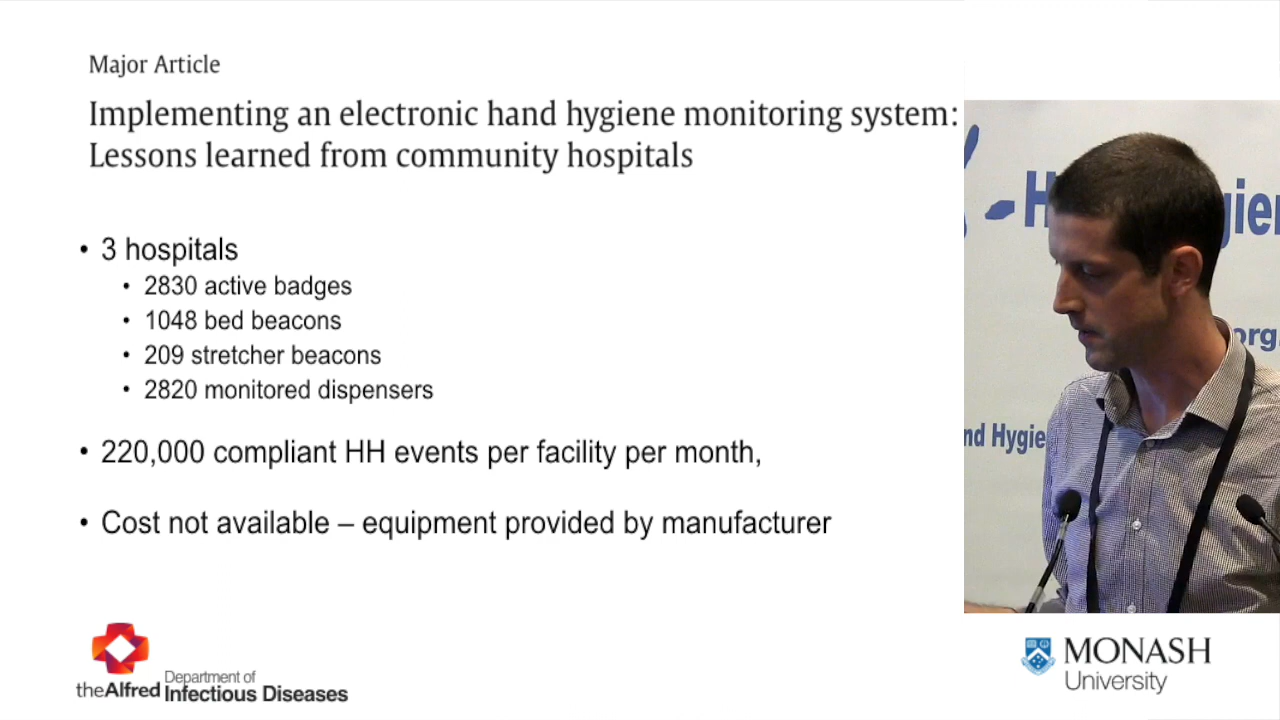 Major Article
Implementing an electronic hand hygiene monitoring system:
Lessons learned from community hospitals
• 3 hospitals
• 2830 active badges
• 1048 bed beacons
• 209 stretcher beacons
• 2820 monitored dispensers
• 220,000 compliant HH events per facility per month,
• Cost not available – equipment provided by manufacturer
theAlfred
Department of
Infectious Diseases
MONASH
University